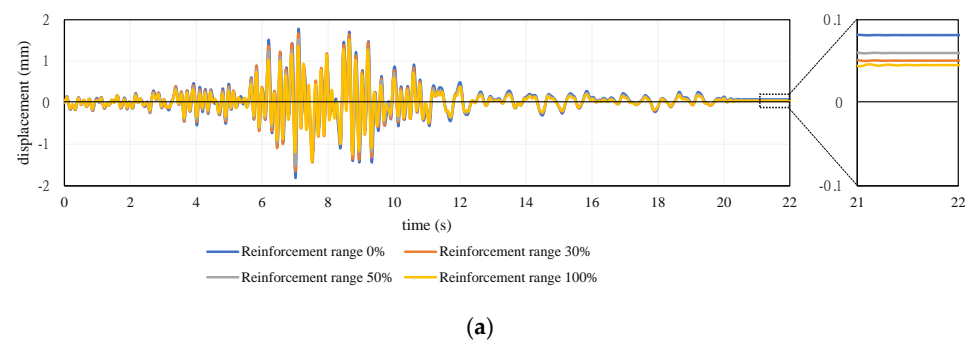 displacement (mm)
2
1
0
-1
-2
0 2 4 6 8 10 12 14 16 18 20 22
time (s)
0.1
0
-0.1
21 22
Reinforcement range 0% Reinforcement range 30%
Reinforcement range 50% Reinforcement range 100%
(a)